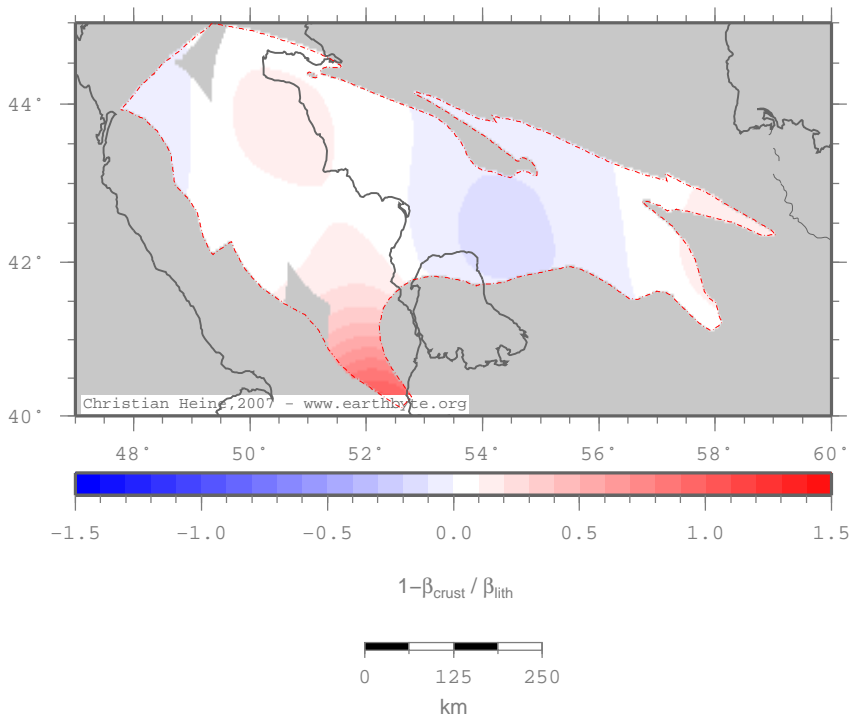 44°
42°
40°
Christian Heine,2007 - www.earthbyte.org
48° 50° 52° 54° 56° 58° 60°
-1.5 -1.0 -0.5 0.0 0.5 1.0 1.5
1-βcrust / βlith
0 125 250
km